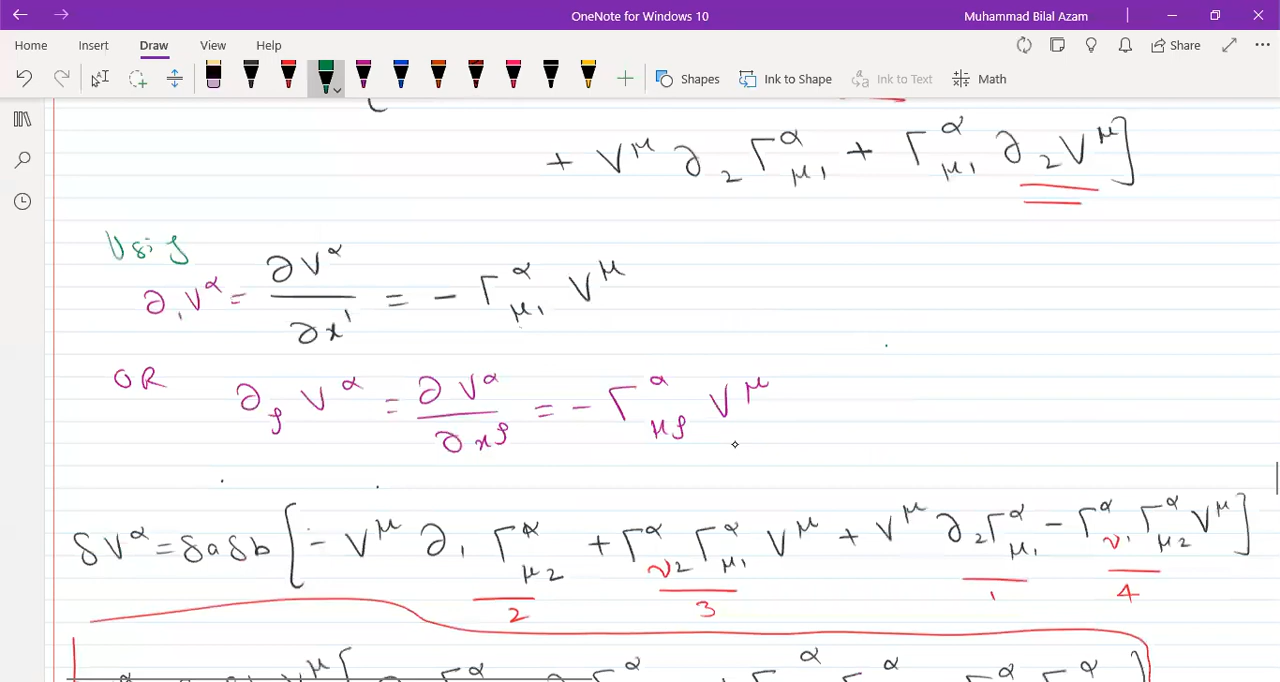 OneNote for Windows 10
Muhammad Bilal Azam
Home Insert Draw View Help
Share
Shapes Ink to Shape Ink to Text Math
+ V^μ ∂_2 Γ^α_{μ1} + Γ^α_{μ1} ∂_2 V^μ ]
Using
∂_1 V^α = ∂V^α/∂x^1 = - Γ^α_{μ1} V^μ
OR ∂_ρ V^α = ∂V^α/∂x^ρ = - Γ^α_{μρ} V^μ
δV^α = δa δb [ - V^μ ∂_1 Γ^α_{μ2} + Γ^α_{ν2} Γ^α_{μ1} V^μ + V^μ ∂_2 Γ^α_{μ1} - Γ^α_{ν1} Γ^α_{μ2} V^μ ]
2 3 1 4